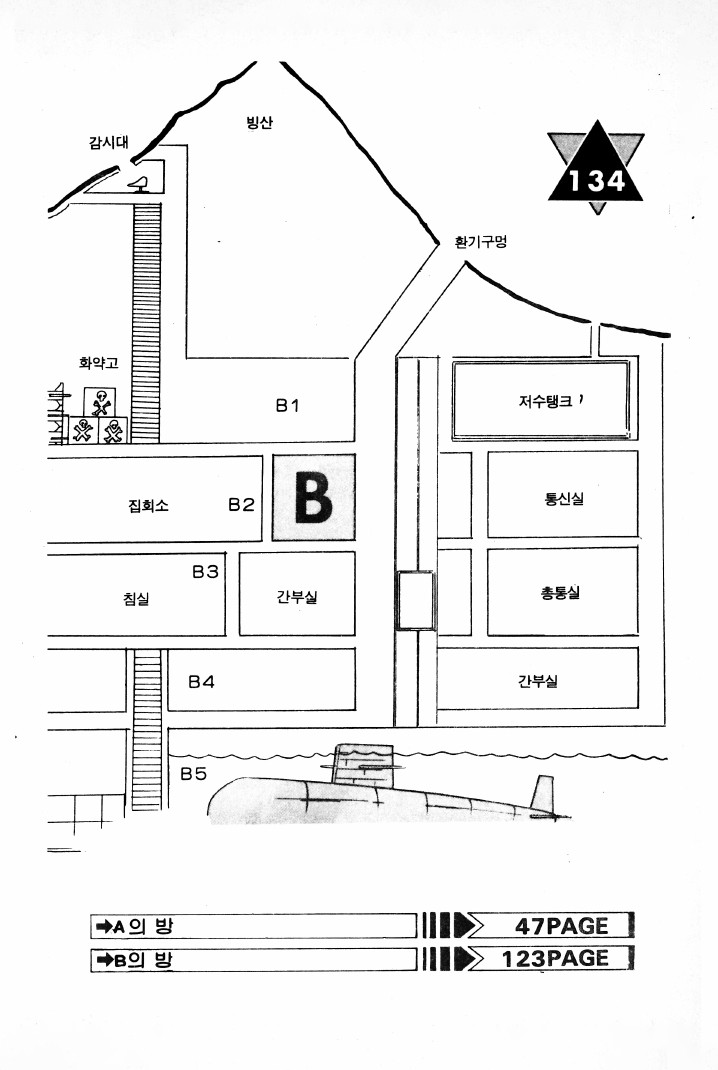 빙산
감시대
134
환기구멍
화약고
B1
저수탱크
집회소
B2
B
통신실
B3
침실
간부실
총통실
B4
간부실
B5
➡A의 방 47PAGE
➡B의 방 123PAGE